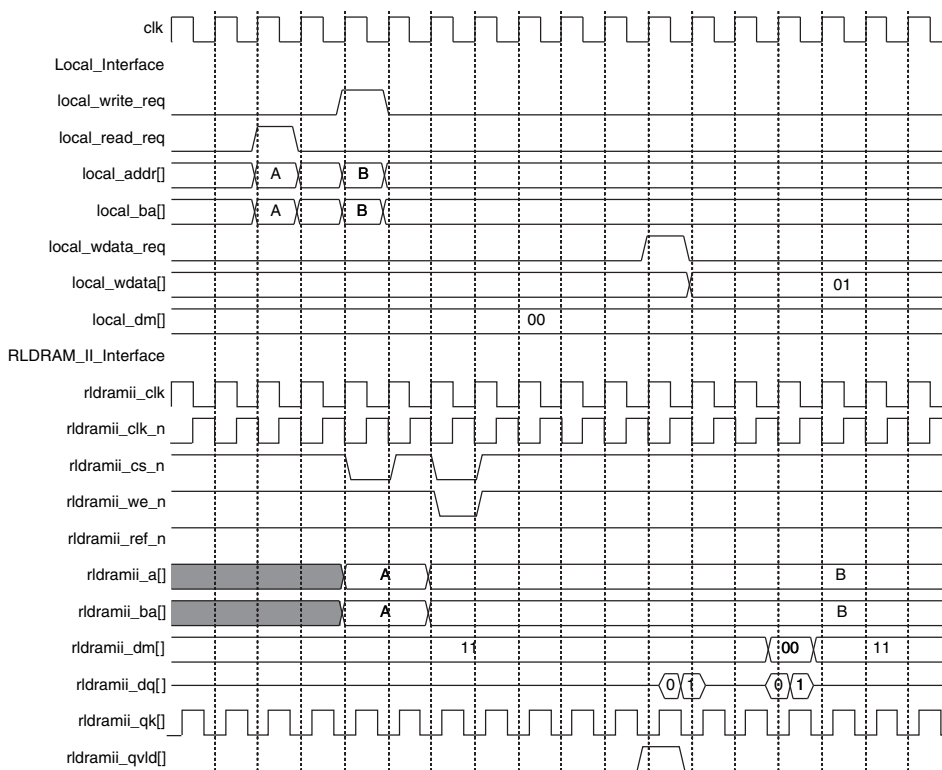 clk
Local_Interface
local_write_req
local_read_req
local_addr[] A B
local_ba[] A B
local_wdata_req
local_wdata[] 01
local_dm[] 00
RLDRAM_II_Interface
rldramii_clk
rldramii_clk_n
rldramii_cs_n
rldramii_we_n
rldramii_ref_n
rldramii_a[] A B
rldramii_ba[] A B
rldramii_dm[] 11 00 11
rldramii_dq[] 0 1 0 1
rldramii_qk[]
rldramii_qvld[]